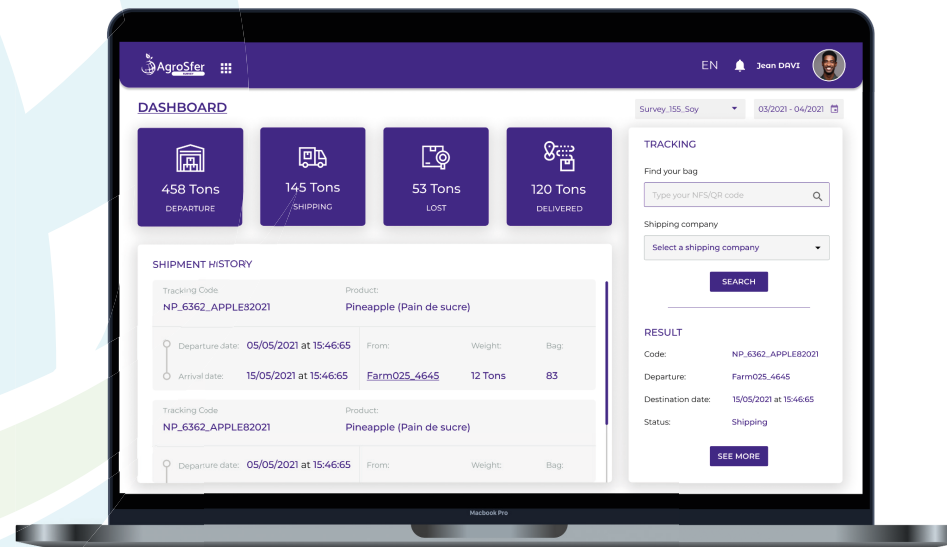 AgroSfer
EN
Jean DAVI
DASHBOARD
Survey_155_Soy
03/2021 - 04/2021
458 Tons
DEPARTURE
145 Tons
SHIPPING
53 Tons
LOST
120 Tons
DELIVERED
SHIPMENT HISTORY
Tracking Code
Product:
NP_6362_APPLE82021
Pineapple (Pain de sucre)
Departure date: 05/05/2021 at 15:46:65
From:
Weight:
Bag:
Arrival date: 15/05/2021 at 15:46:65
Farm025_4645
12 Tons
83
Tracking Code
Product:
NP_6362_APPLE82021
Pineapple (Pain de sucre)
Departure date: 05/05/2021 at 15:46:65
From:
Weight:
Bag:
TRACKING
Find your bag
Type your NFS/QR code
Shipping company
Select a shipping company
SEARCH
RESULT
Code: NP_6362_APPLE82021
Departure: Farm025_4645
Destination date: 15/05/2021 at 15:46:65
Status: Shipping
SEE MORE
Macbook Pro